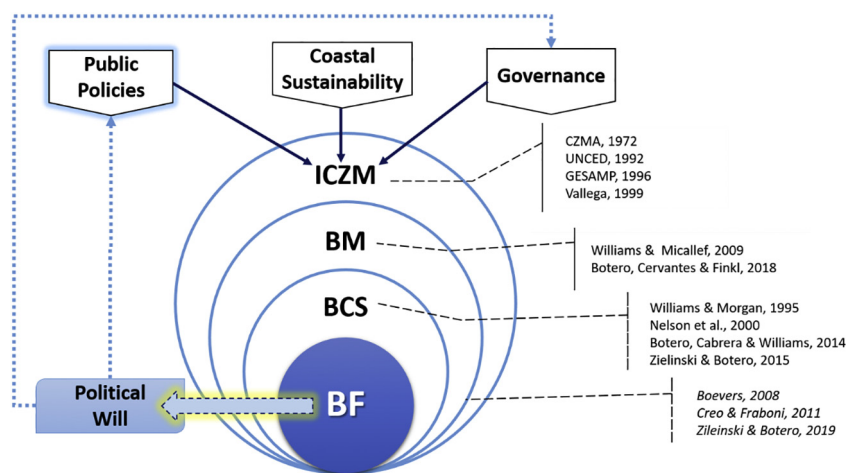 Public
Policies
Coastal
Sustainability
Governance
ICZM
CZMA, 1972
UNCED, 1992
GESAMP, 1996
Vallega, 1999
BM
Williams & Micallef, 2009
Botero, Cervantes & Finkl, 2018
BCS
Williams & Morgan, 1995
Nelson et al., 2000
Botero, Cabrera & Williams, 2014
Zielinski & Botero, 2015
Political
Will
BF
Boevers, 2008
Creo & Fraboni, 2011
Zileinski & Botero, 2019